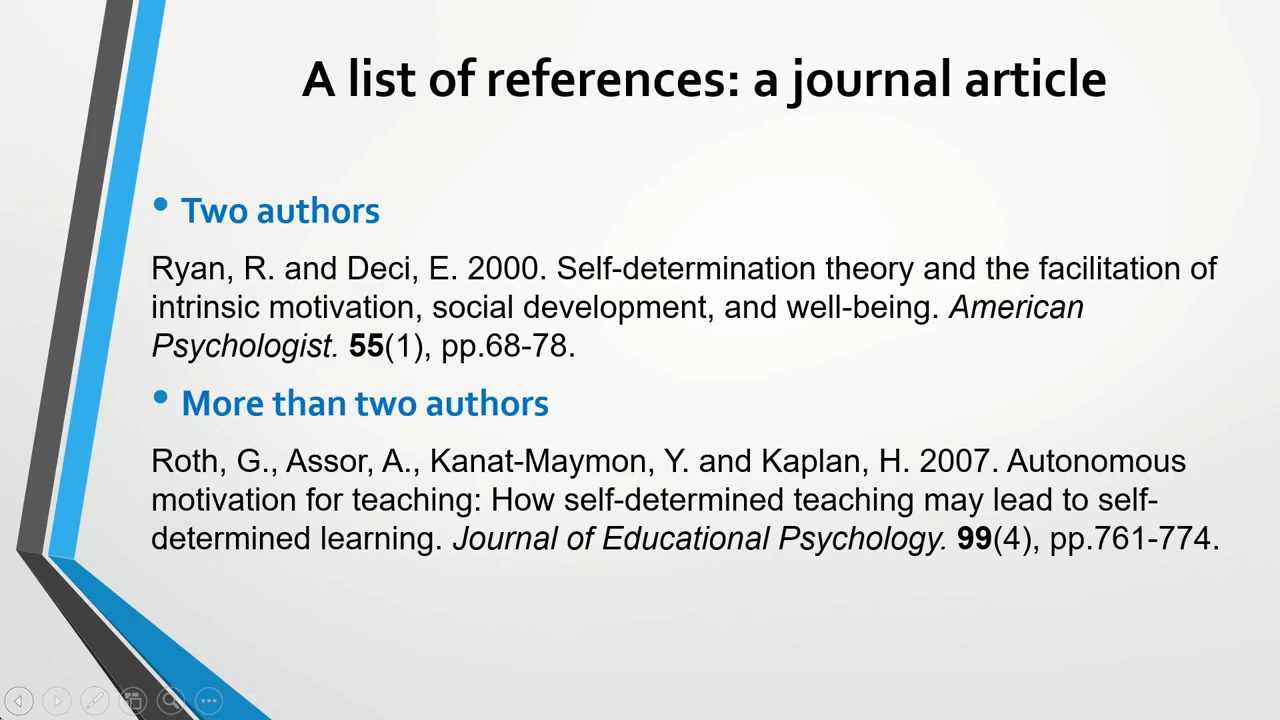 A list of references: a journal article
• Two authors
Ryan, R. and Deci, E. 2000. Self-determination theory and the facilitation of
intrinsic motivation, social development, and well-being. American
Psychologist. 55(1), pp.68-78.
• More than two authors
Roth, G., Assor, A., Kanat-Maymon, Y. and Kaplan, H. 2007. Autonomous
motivation for teaching: How self-determined teaching may lead to self-
determined learning. Journal of Educational Psychology. 99(4), pp.761-774.